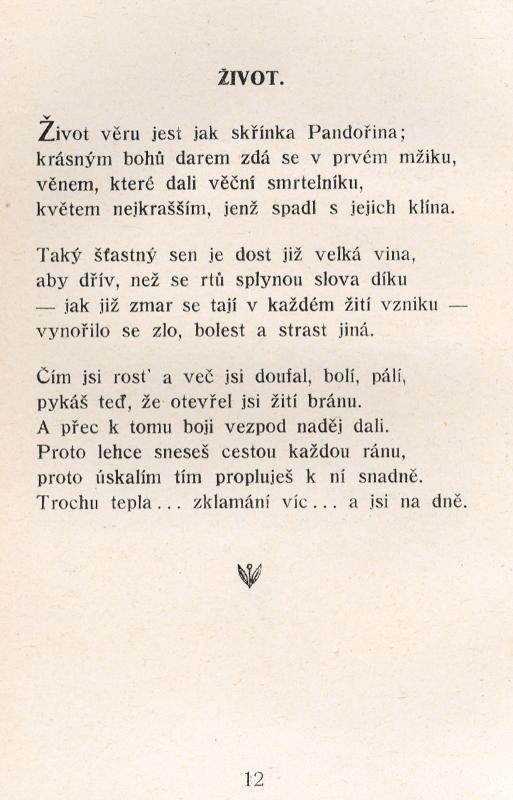 ŽIVOT.
Život věru jest jak skřínka Pandořina;
krásným bohů darem zdá se v prvém mžiku,
věnem, které dali věční smrtelníku,
květem nejkrašším, jenž spadl s jejich klína.
Taký šťastný sen je dost již velká vina,
aby dřív, než se rtů splynou slova díku
— jak již zmar se tají v každém žití vzniku —
vynořilo se zlo, bolest a strast jiná.
Čím jsi rost' a več jsi doufal, bolí, pálí,
pykáš teď, že otevřel jsi žití bránu.
A přec k tomu boji vezpod naděj dali.
Proto lehce sneseš cestou každou ránu,
proto úskalím tím propluješ k ní snadně.
Trochu tepla... zklamání víc... a jsi na dně.
12